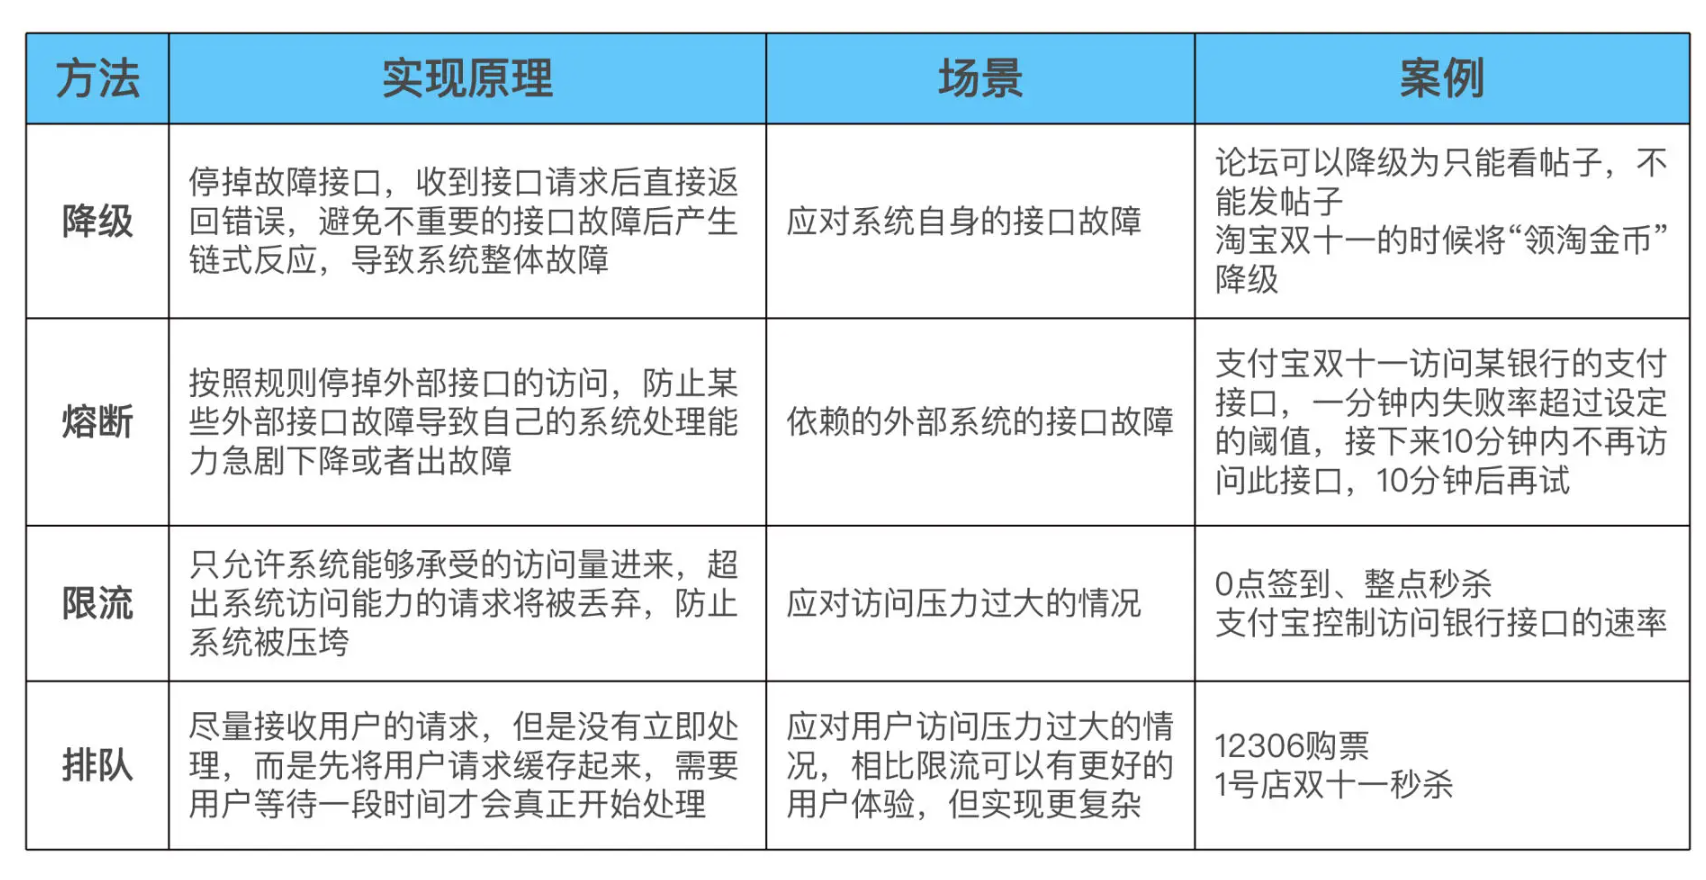 方法
实现原理
场景
案例
降级
停掉故障接口，收到接口请求后直接返
回错误，避免不重要的接口故障后产生
链式反应，导致系统整体故障
应对系统自身的接口故障
论坛可以降级为只能看帖子，不
能发帖子
淘宝双十一的时候将“领淘金币”
降级
熔断
按照规则停掉外部接口的访问，防止某
些外部接口故障导致自己的系统处理能
力急剧下降或者出故障
依赖的外部系统的接口故障
支付宝双十一访问某银行的支付
接口，一分钟内失败率超过设定
的阈值，接下来10分钟内不再访
问此接口，10分钟后再试
限流
只允许系统能够承受的访问量进来，超
出系统访问能力的请求将被丢弃，防止
系统被压垮
应对访问压力过大的情况
0点签到、整点秒杀
支付宝控制访问银行接口的速率
排队
尽量接收用户的请求，但是没有立即处
理，而是先将用户请求缓存起来，需要
用户等待一段时间才会真正开始处理
应对用户访问压力过大的情
况，相比限流可以有更好的
用户体验，但实现更复杂
12306购票
1号店双十一秒杀